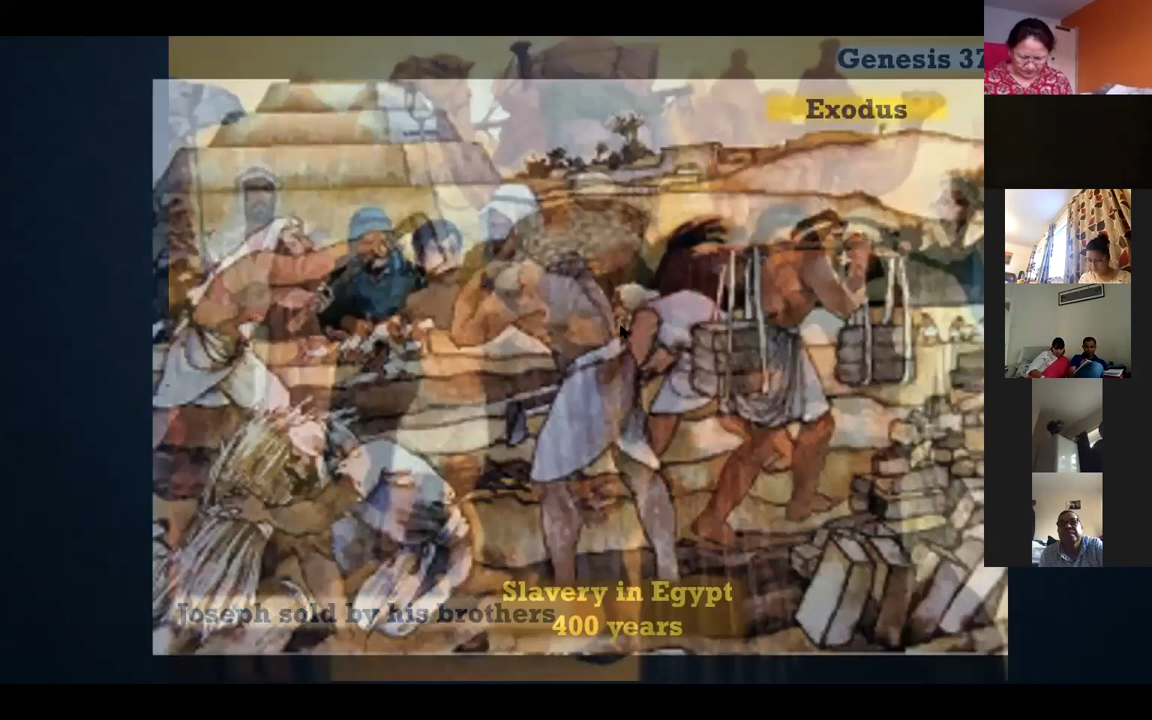 Genesis 37
Exodus
Slavery in Egypt
Joseph sold by his brothers
400 years